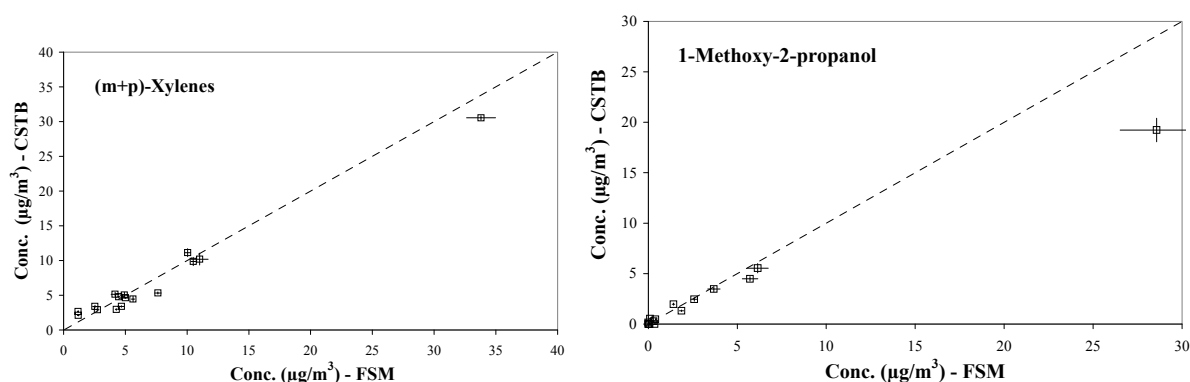 (m+p)-Xylenes
Conc. (µg/m³) - CSTB
40
35
30
25
20
15
10
5
0
0 5 10 15 20 25 30 35 40
Conc. (µg/m³) - FSM
1-Methoxy-2-propanol
Conc. (µg/m³) - CSTB
30
25
20
15
10
5
0
0 5 10 15 20 25 30
Conc. (µg/m³) - FSM